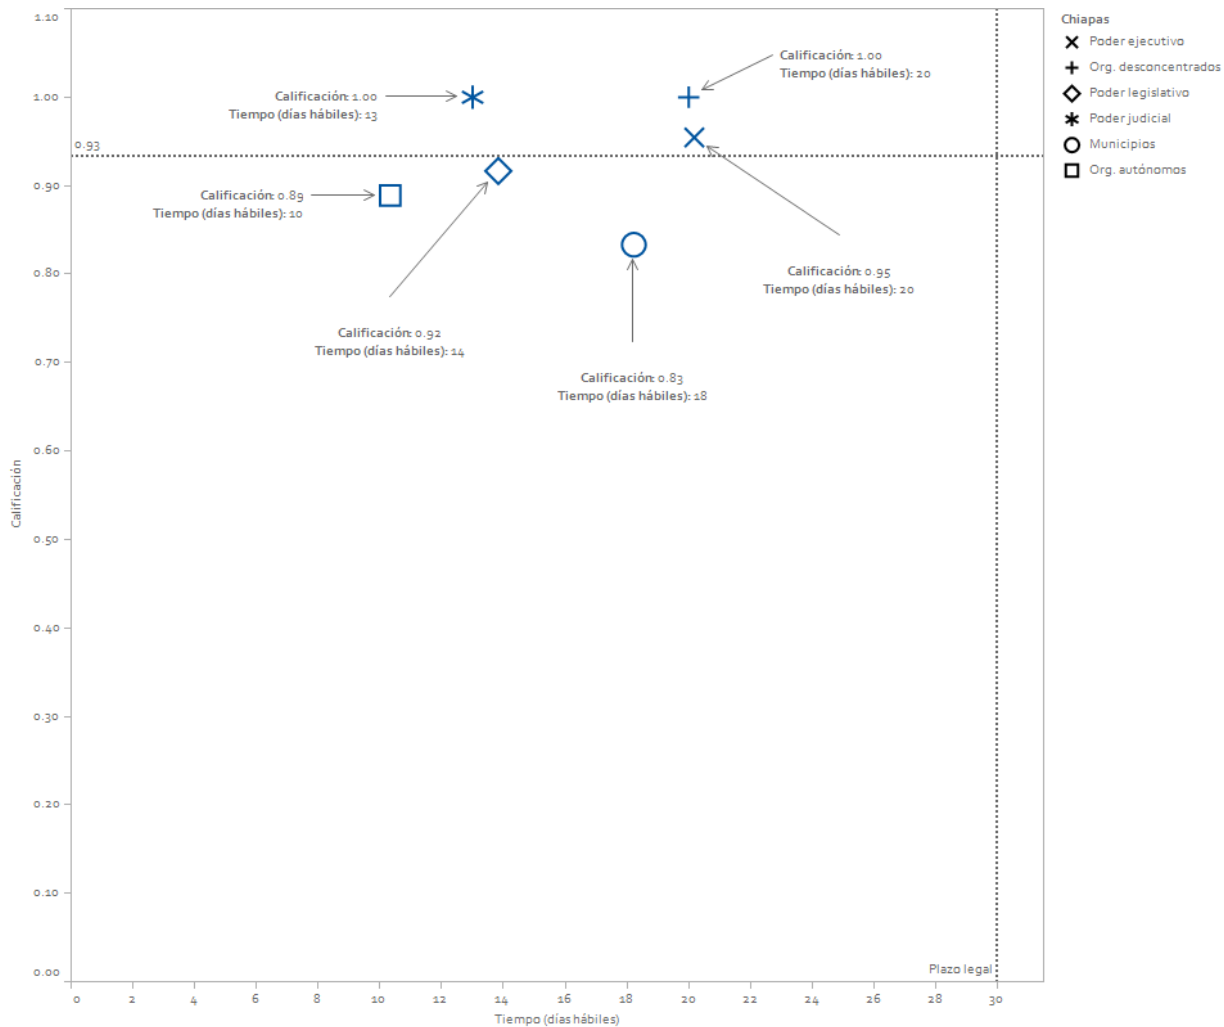 1.10
1.00
0.90
0.80
0.70
0.60
0.50
0.40
0.30
0.20
0.10
0.00
Calificación
0.93
Calificación: 1.00
Tiempo (días hábiles): 13
Calificación: 1.00
Tiempo (días hábiles): 20
Calificación: 0.89
Tiempo (días hábiles): 10
Calificación: 0.95
Tiempo (días hábiles): 20
Calificación: 0.92
Tiempo (días hábiles): 14
Calificación: 0.83
Tiempo (días hábiles): 18
Plazo legal
0 2 4 6 8 10 12 14 16 18 20 22 24 26 28 30
Tiempo (días hábiles)
Chiapas
Poder ejecutivo
Org. desconcentrados
Poder legislativo
Poder judicial
Municipios
Org. autónomos